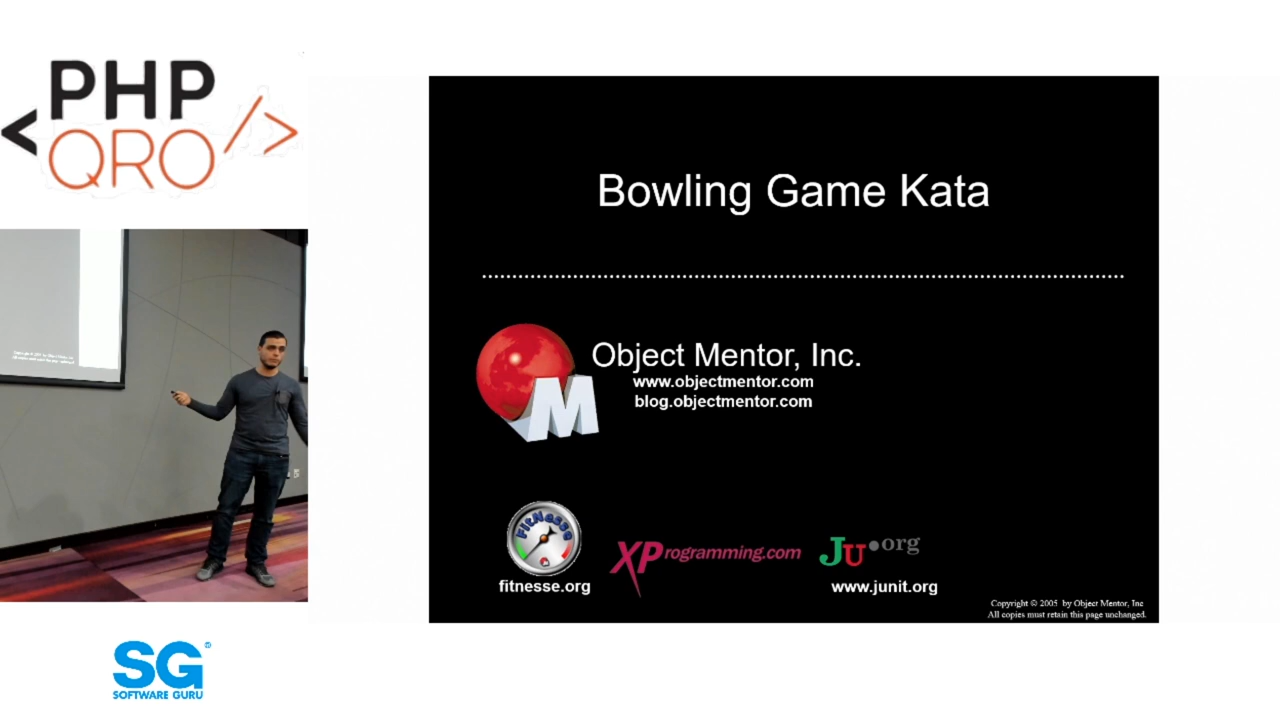 <PHP
QRO/>
SG®
SOFTWARE GURU
Bowling Game Kata
Object Mentor, Inc.
www.objectmentor.com
blog.objectmentor.com
FitNesse
fitnesse.org
XProgramming.com
JU.org
www.junit.org
Copyright © 2005 by Object Mentor, Inc
All copies must retain this page unchanged.